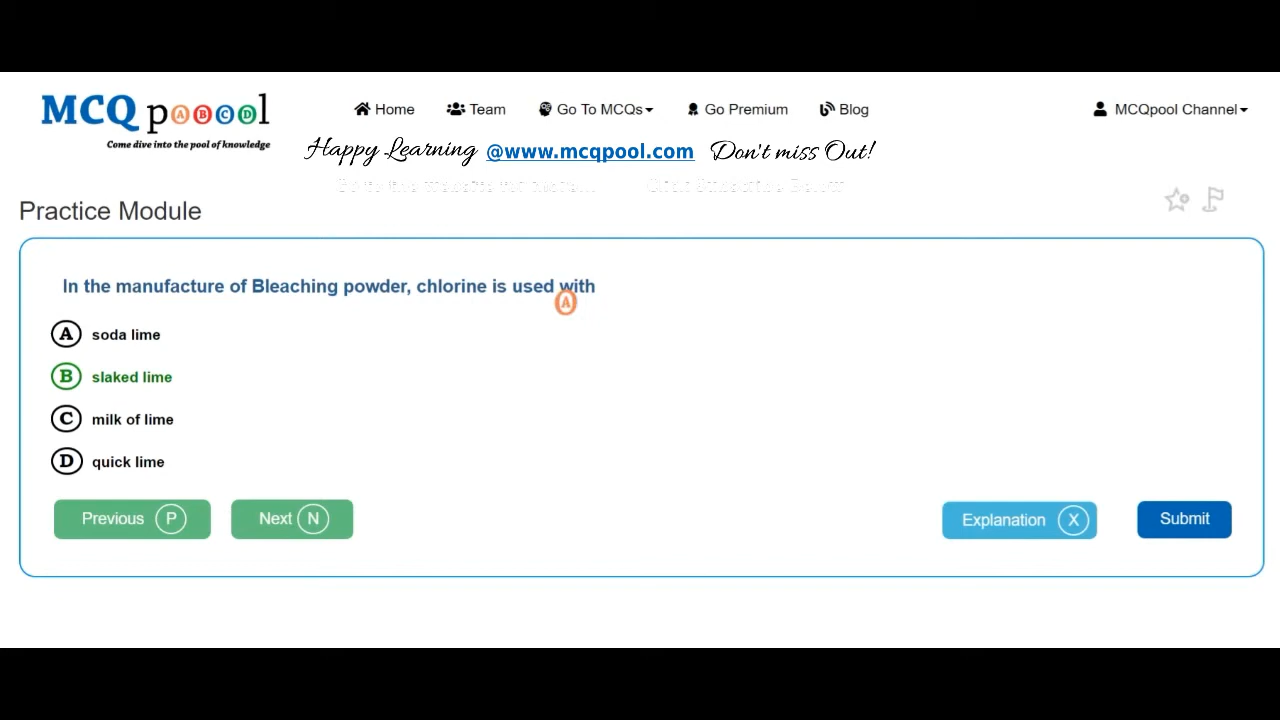 MCQ pooool
Come dive into the pool of knowledge
Home Team Go To MCQs Go Premium Blog MCQpool Channel
Happy Learning @www.mcqpool.com Don't miss Out!
Practice Module
In the manufacture of Bleaching powder, chlorine is used with
A
A soda lime
B slaked lime
C milk of lime
D quick lime
Previous P Next N Explanation X Submit